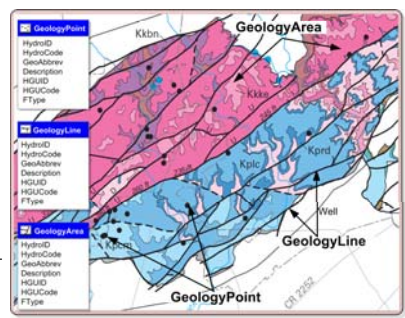 GeologyPoint
HydroID
HydroCode
GeoAbbrev
Description
HGUID
HGUCode
FType
GeologyLine
HydroID
HydroCode
GeoAbbrev
Description
HGUID
HGUCode
FType
GeologyArea
HydroID
HydroCode
GeoAbbrev
Description
HGUID
HGUCode
FType
GeologyArea
Kkbn
Kkke
Kplc
Kprd
Kpcm
Well
GeologyLine
GeologyPoint
CR 2252